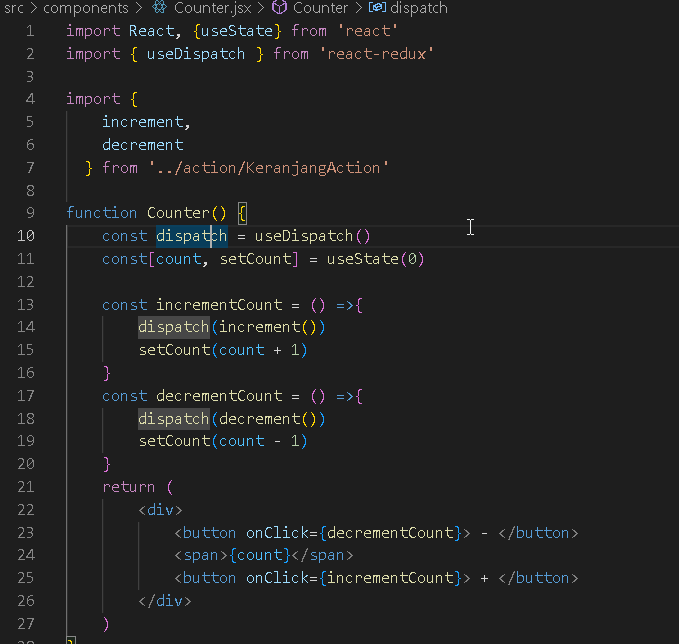 src > components > Counter.jsx > Counter > dispatch
1 import React, {useState} from 'react'
2 import { useDispatch } from 'react-redux'
3
4 import {
5 increment,
6 decrement
7 } from '../action/KeranjangAction'
8
9 function Counter() {
10 const dispatch = useDispatch()
11 const[count, setCount] = useState(0)
12
13 const incrementCount = () =>{
14 dispatch(increment())
15 setCount(count + 1)
16 }
17 const decrementCount = () =>{
18 dispatch(decrement())
19 setCount(count - 1)
20 }
21 return (
22 <div>
23 <button onClick={decrementCount}> - </button>
24 <span>{count}</span>
25 <button onClick={incrementCount}> + </button>
26 </div>
27 )
28 }